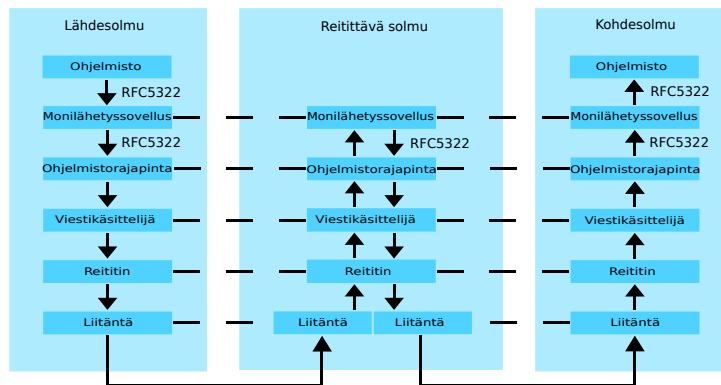 Lähdesolmu
Ohjelmisto
RFC5322
Monilähetyssovellus
RFC5322
Ohjelmistorajapinta
Viestikäsittelijä
Reititin
Liitäntä
Reitittävä solmu
Monilähetyssovellus
RFC5322
Ohjelmistorajapinta
Viestikäsittelijä
Reititin
Liitäntä
Liitäntä
Kohdesolmu
Ohjelmisto
RFC5322
Monilähetyssovellus
RFC5322
Ohjelmistorajapinta
Viestikäsittelijä
Reititin
Liitäntä